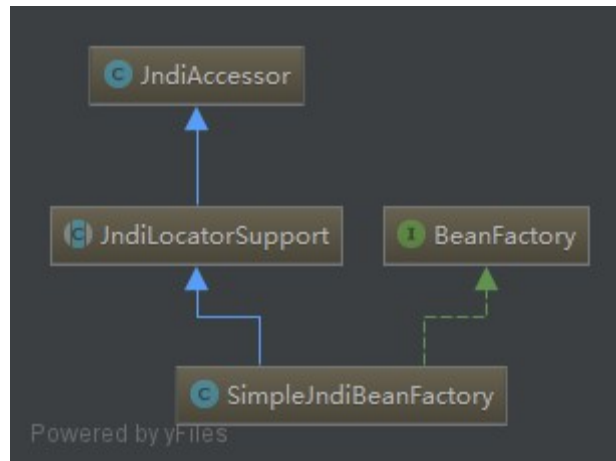 C JndiAccessor
C JndiLocatorSupport
I BeanFactory
C SimpleJndiBeanFactory
Powered by yFiles